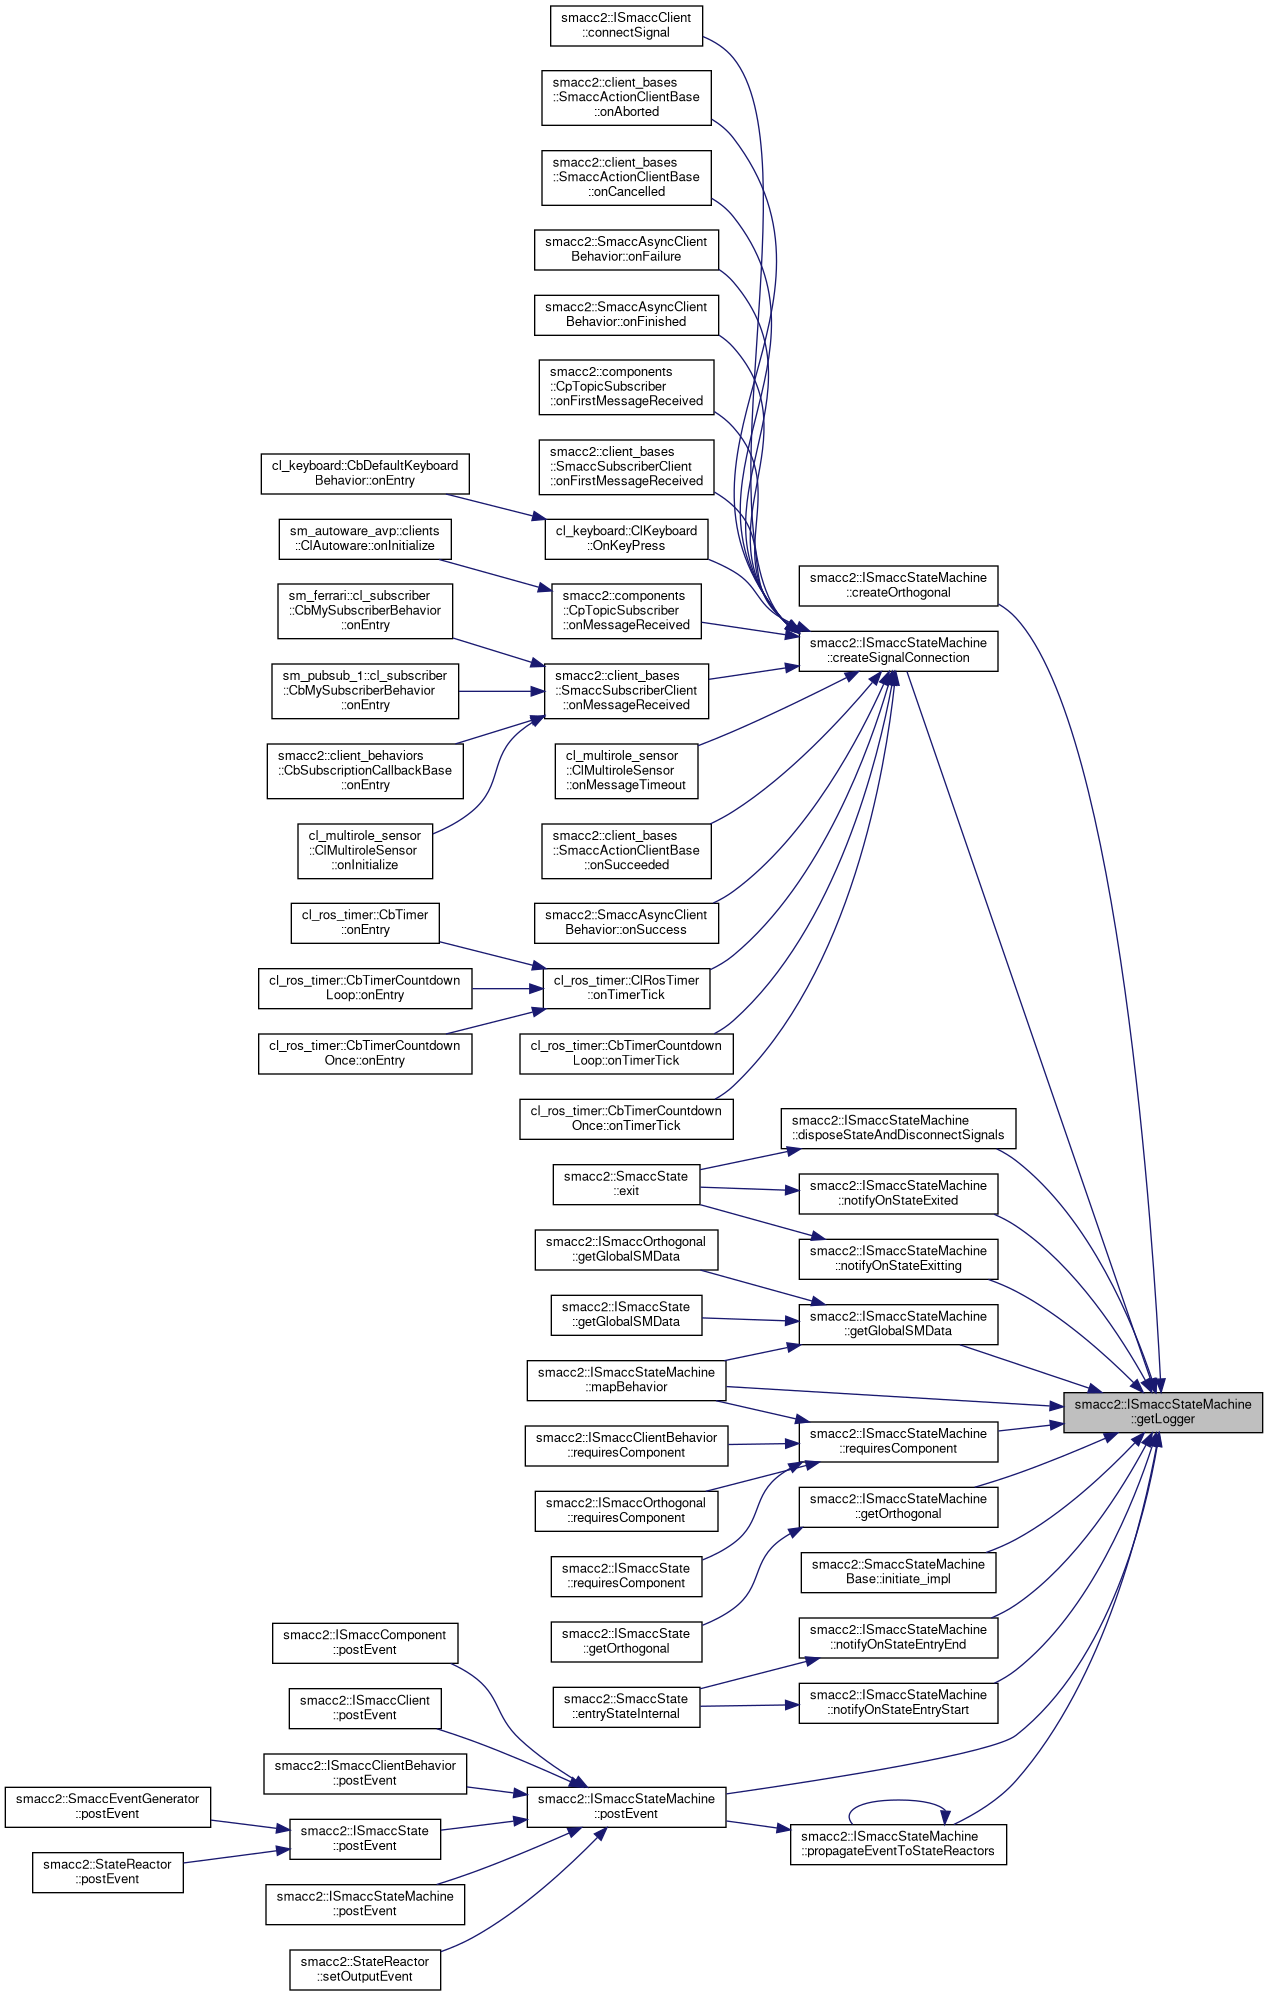 smacc2::ISmaccClient
::connectSignal
smacc2::client_bases
::SmaccActionClientBase
::onAborted
smacc2::client_bases
::SmaccActionClientBase
::onCancelled
smacc2::SmaccAsyncClient
Behavior::onFailure
smacc2::SmaccAsyncClient
Behavior::onFinished
smacc2::components
::CpTopicSubscriber
::onFirstMessageReceived
smacc2::client_bases
::SmaccSubscriberClient
::onFirstMessageReceived
cl_keyboard::CbDefaultKeyboard
Behavior::onEntry
cl_keyboard::ClKeyboard
::OnKeyPress
sm_autoware_avp::clients
::ClAutoware::onInitialize
smacc2::components
::CpTopicSubscriber
::onMessageReceived
smacc2::ISmaccStateMachine
::createOrthogonal
sm_ferrari::cl_subscriber
::CbMySubscriberBehavior
::onEntry
smacc2::ISmaccStateMachine
::createSignalConnection
sm_pubsub_1::cl_subscriber
::CbMySubscriberBehavior
::onEntry
smacc2::client_bases
::SmaccSubscriberClient
::onMessageReceived
smacc2::client_behaviors
::CbSubscriptionCallbackBase
::onEntry
cl_multirole_sensor
::ClMultiroleSensor
::onMessageTimeout
cl_multirole_sensor
::ClMultiroleSensor
::onInitialize
smacc2::client_bases
::SmaccActionClientBase
::onSucceeded
cl_ros_timer::CbTimer
::onEntry
smacc2::SmaccAsyncClient
Behavior::onSuccess
cl_ros_timer::CbTimerCountdown
Loop::onEntry
cl_ros_timer::ClRosTimer
::onTimerTick
cl_ros_timer::CbTimerCountdown
Once::onEntry
cl_ros_timer::CbTimerCountdown
Loop::onTimerTick
cl_ros_timer::CbTimerCountdown
Once::onTimerTick
smacc2::ISmaccStateMachine
::disposeStateAndDisconnectSignals
smacc2::SmaccState
::exit
smacc2::ISmaccStateMachine
::notifyOnStateExited
smacc2::ISmaccOrthogonal
::getGlobalSMData
smacc2::ISmaccStateMachine
::notifyOnStateExitting
smacc2::ISmaccState
::getGlobalSMData
smacc2::ISmaccStateMachine
::getGlobalSMData
smacc2::ISmaccStateMachine
::mapBehavior
smacc2::ISmaccStateMachine
::getLogger
smacc2::ISmaccClientBehavior
::requiresComponent
smacc2::ISmaccStateMachine
::requiresComponent
smacc2::ISmaccOrthogonal
::requiresComponent
smacc2::ISmaccStateMachine
::getOrthogonal
smacc2::ISmaccState
::requiresComponent
smacc2::SmaccStateMachine
Base::initiate_impl
smacc2::ISmaccState
::getOrthogonal
smacc2::ISmaccStateMachine
::notifyOnStateEntryEnd
smacc2::ISmaccComponent
::postEvent
smacc2::SmaccState
::entryStateInternal
smacc2::ISmaccStateMachine
::notifyOnStateEntryStart
smacc2::ISmaccClient
::postEvent
smacc2::ISmaccClientBehavior
::postEvent
smacc2::SmaccEventGenerator
::postEvent
smacc2::ISmaccState
::postEvent
smacc2::ISmaccStateMachine
::postEvent
smacc2::ISmaccStateMachine
::propagateEventToStateReactors
smacc2::StateReactor
::postEvent
smacc2::ISmaccStateMachine
::postEvent
smacc2::StateReactor
::setOutputEvent